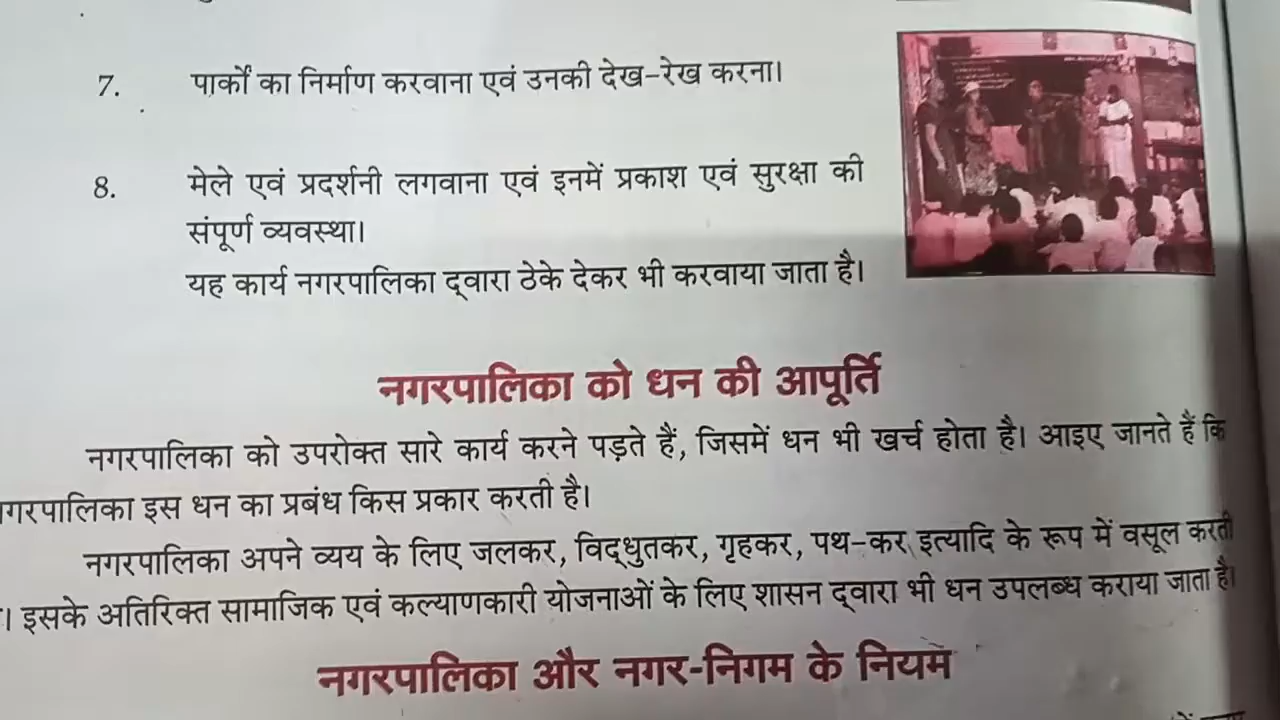 7. पार्कों का निर्माण करवाना एवं उनकी देख-रेख करना।
8. मेले एवं प्रदर्शनी लगवाना एवं इनमें प्रकाश एवं सुरक्षा की
संपूर्ण व्यवस्था।
यह कार्य नगरपालिका द्वारा ठेके देकर भी करवाया जाता है।
नगरपालिका को धन की आपूर्ति
नगरपालिका को उपरोक्त सारे कार्य करने पड़ते हैं, जिसमें धन भी खर्च होता है। आइए जानते हैं कि
गरपालिका इस धन का प्रबंध किस प्रकार करती है।
नगरपालिका अपने व्यय के लिए जलकर, विद्धुतकर, गृहकर, पथ-कर इत्यादि के रूप में वसूल करती
। इसके अतिरिक्त सामाजिक एवं कल्याणकारी योजनाओं के लिए शासन द्वारा भी धन उपलब्ध कराया जाता है।
नगरपालिका और नगर-निगम के नियम